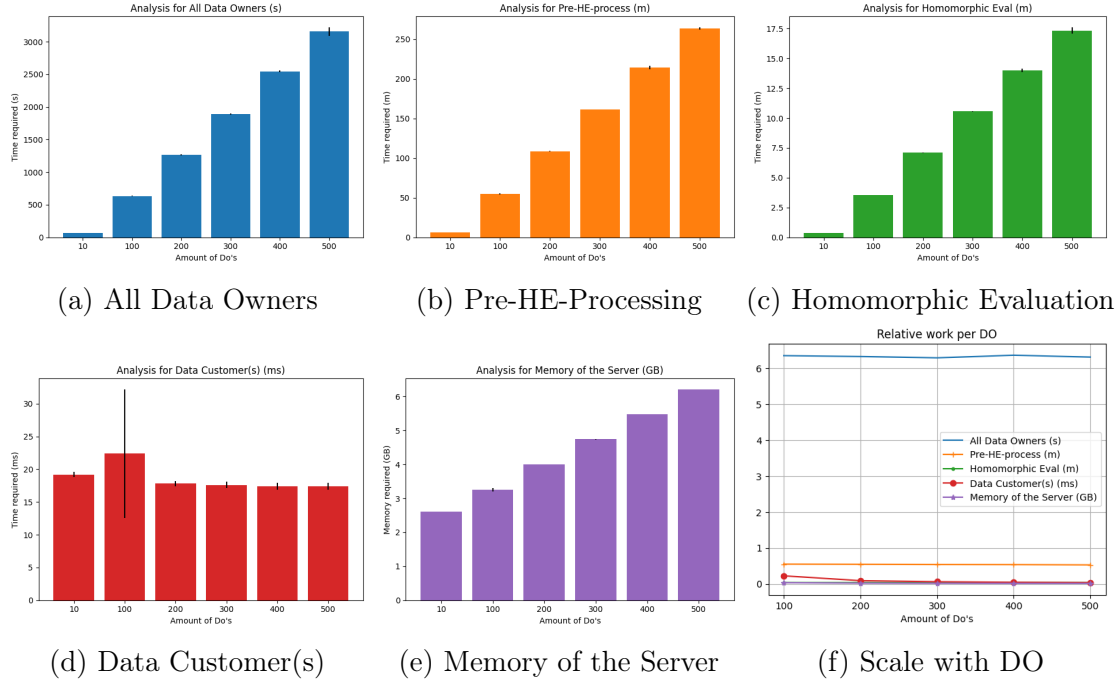 Analysis for All Data Owners (s)
Time required (s)
3000
2500
2000
1500
1000
500
0
10 100 200 300 400 500
Amount of Do's
(a) All Data Owners
Analysis for Pre-HE-process (m)
Time required (m)
250
200
150
100
50
0
10 100 200 300 400 500
Amount of Do's
(b) Pre-HE-Processing
Analysis for Homomorphic Eval (m)
Time required (m)
17.5
15.0
12.5
10.0
7.5
5.0
2.5
0.0
10 100 200 300 400 500
Amount of Do's
(c) Homomorphic Evaluation
Analysis for Data Customer(s) (ms)
Time required (ms)
30
25
20
15
10
5
0
10 100 200 300 400 500
Amount of Do's
(d) Data Customer(s)
Analysis for Memory of the Server (GB)
Memory required (GB)
6
5
4
3
2
1
0
10 100 200 300 400 500
Amount of Do's
(e) Memory of the Server
Relative work per DO
6
5
4
3
2
1
0
All Data Owners (s)
Pre-HE-process (m)
Homomorphic Eval (m)
Data Customer(s) (ms)
Memory of the Server (GB)
100 200 300 400 500
Amount of Do's
(f) Scale with DO